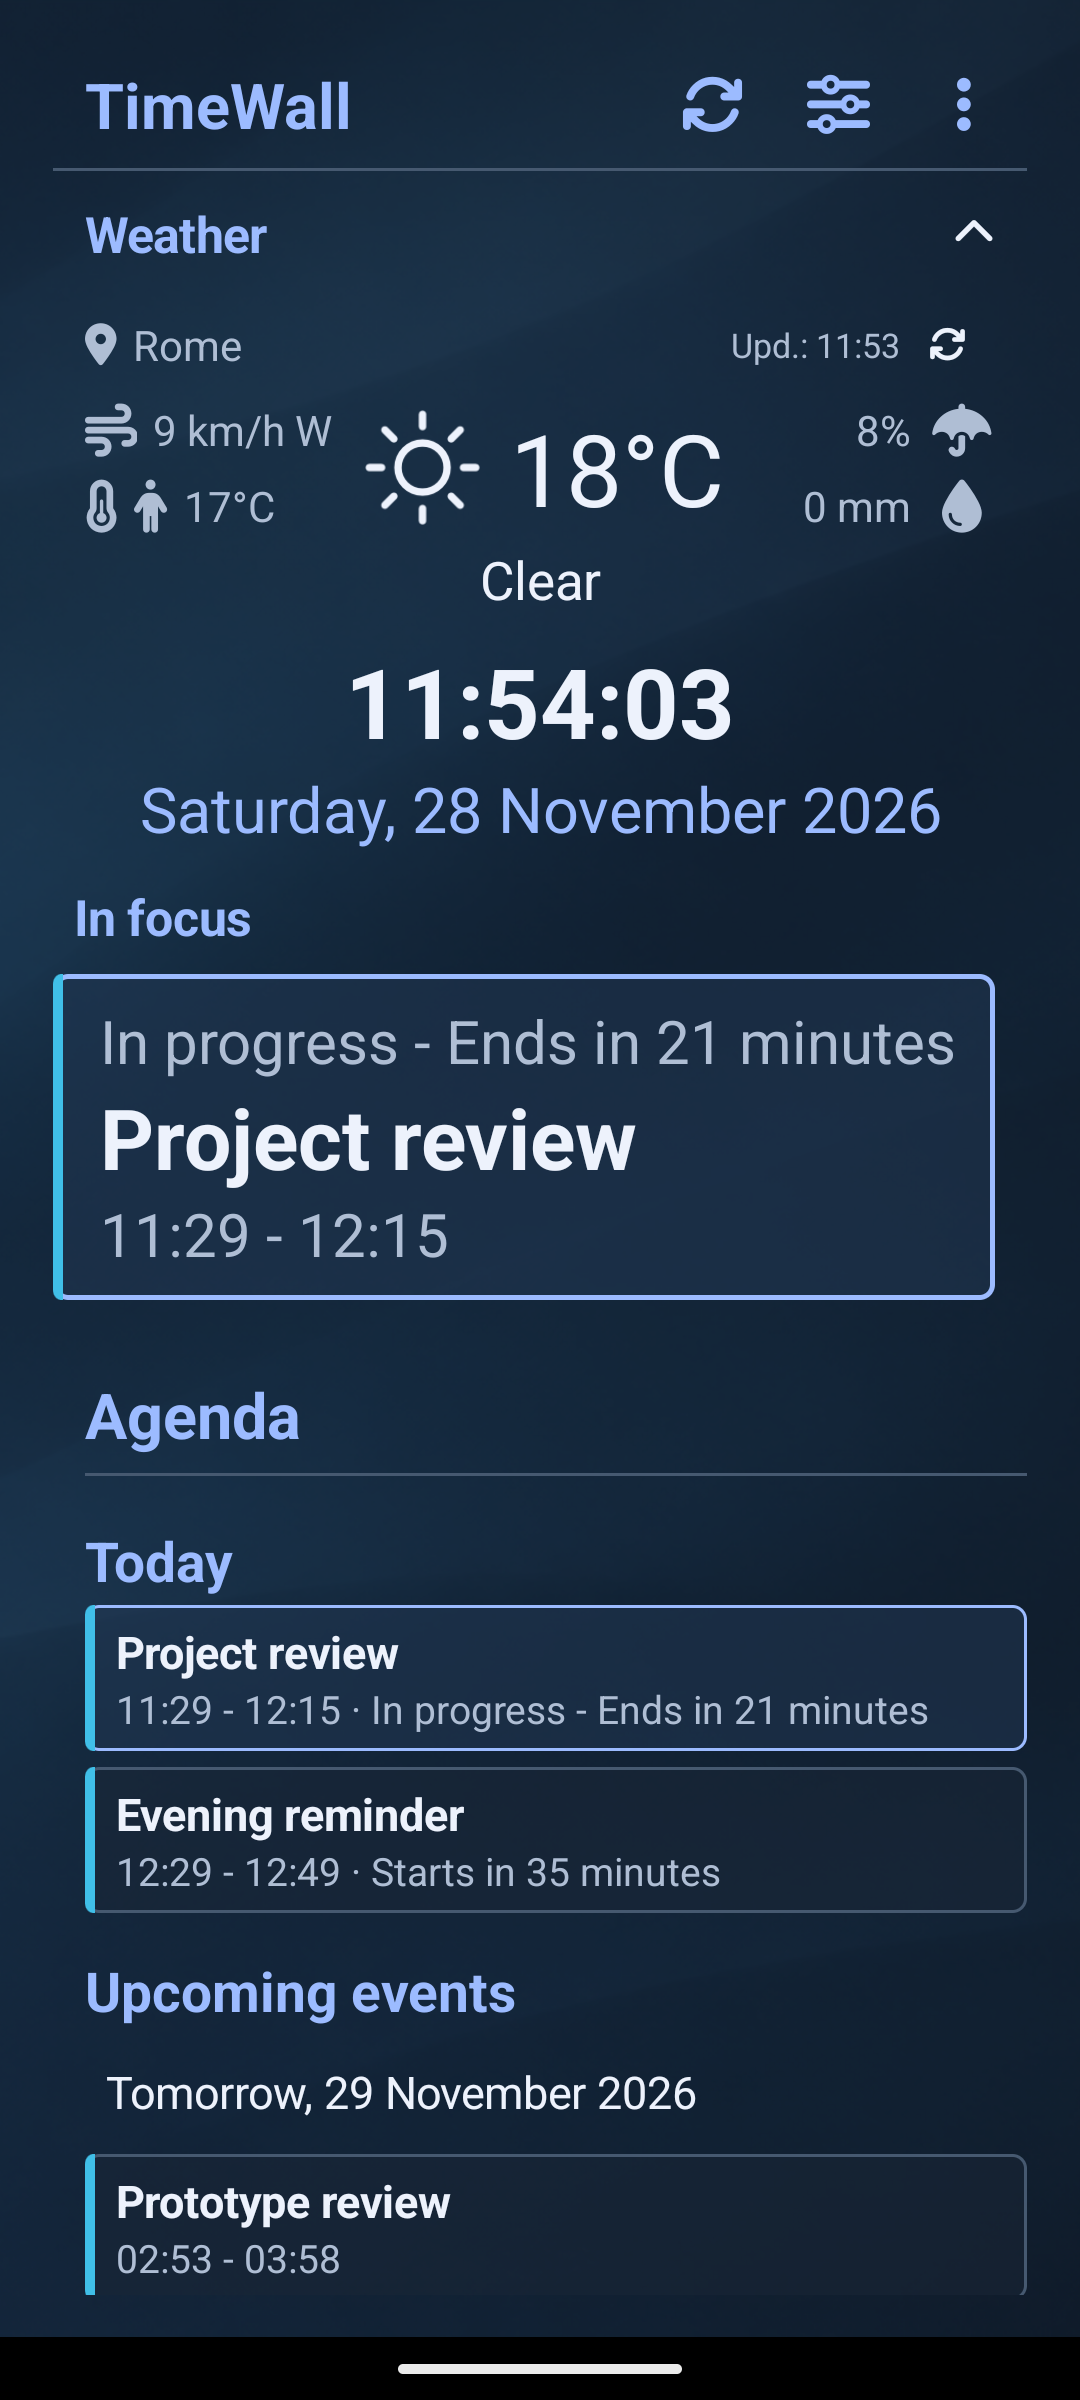 TimeWall
Weather
Rome
Upd.: 11:53
9 km/h W
18°C
8%
17°C
0 mm
Clear
11:54:03
Saturday, 28 November 2026
In focus
In progress - Ends in 21 minutes
Project review
11:29 - 12:15
Agenda
Today
Project review
11:29 - 12:15 · In progress - Ends in 21 minutes
Evening reminder
12:29 - 12:49 · Starts in 35 minutes
Upcoming events
Tomorrow, 29 November 2026
Prototype review
02:53 - 03:58